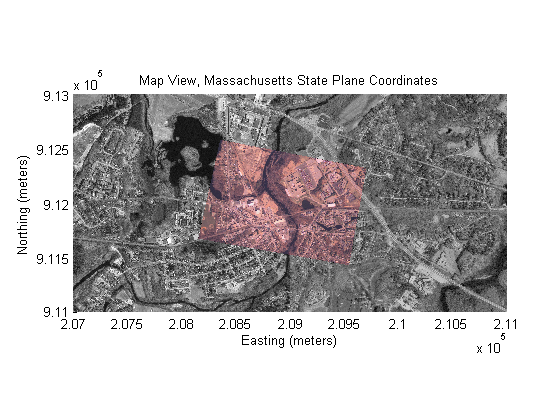 Map View, Massachusetts State Plane Coordinates
x 10^5
9.13
9.125
9.12
9.115
9.11
Northing (meters)
2.07
2.075
2.08
2.085
2.09
2.095
2.1
2.105
2.11
Easting (meters)
x 10^5